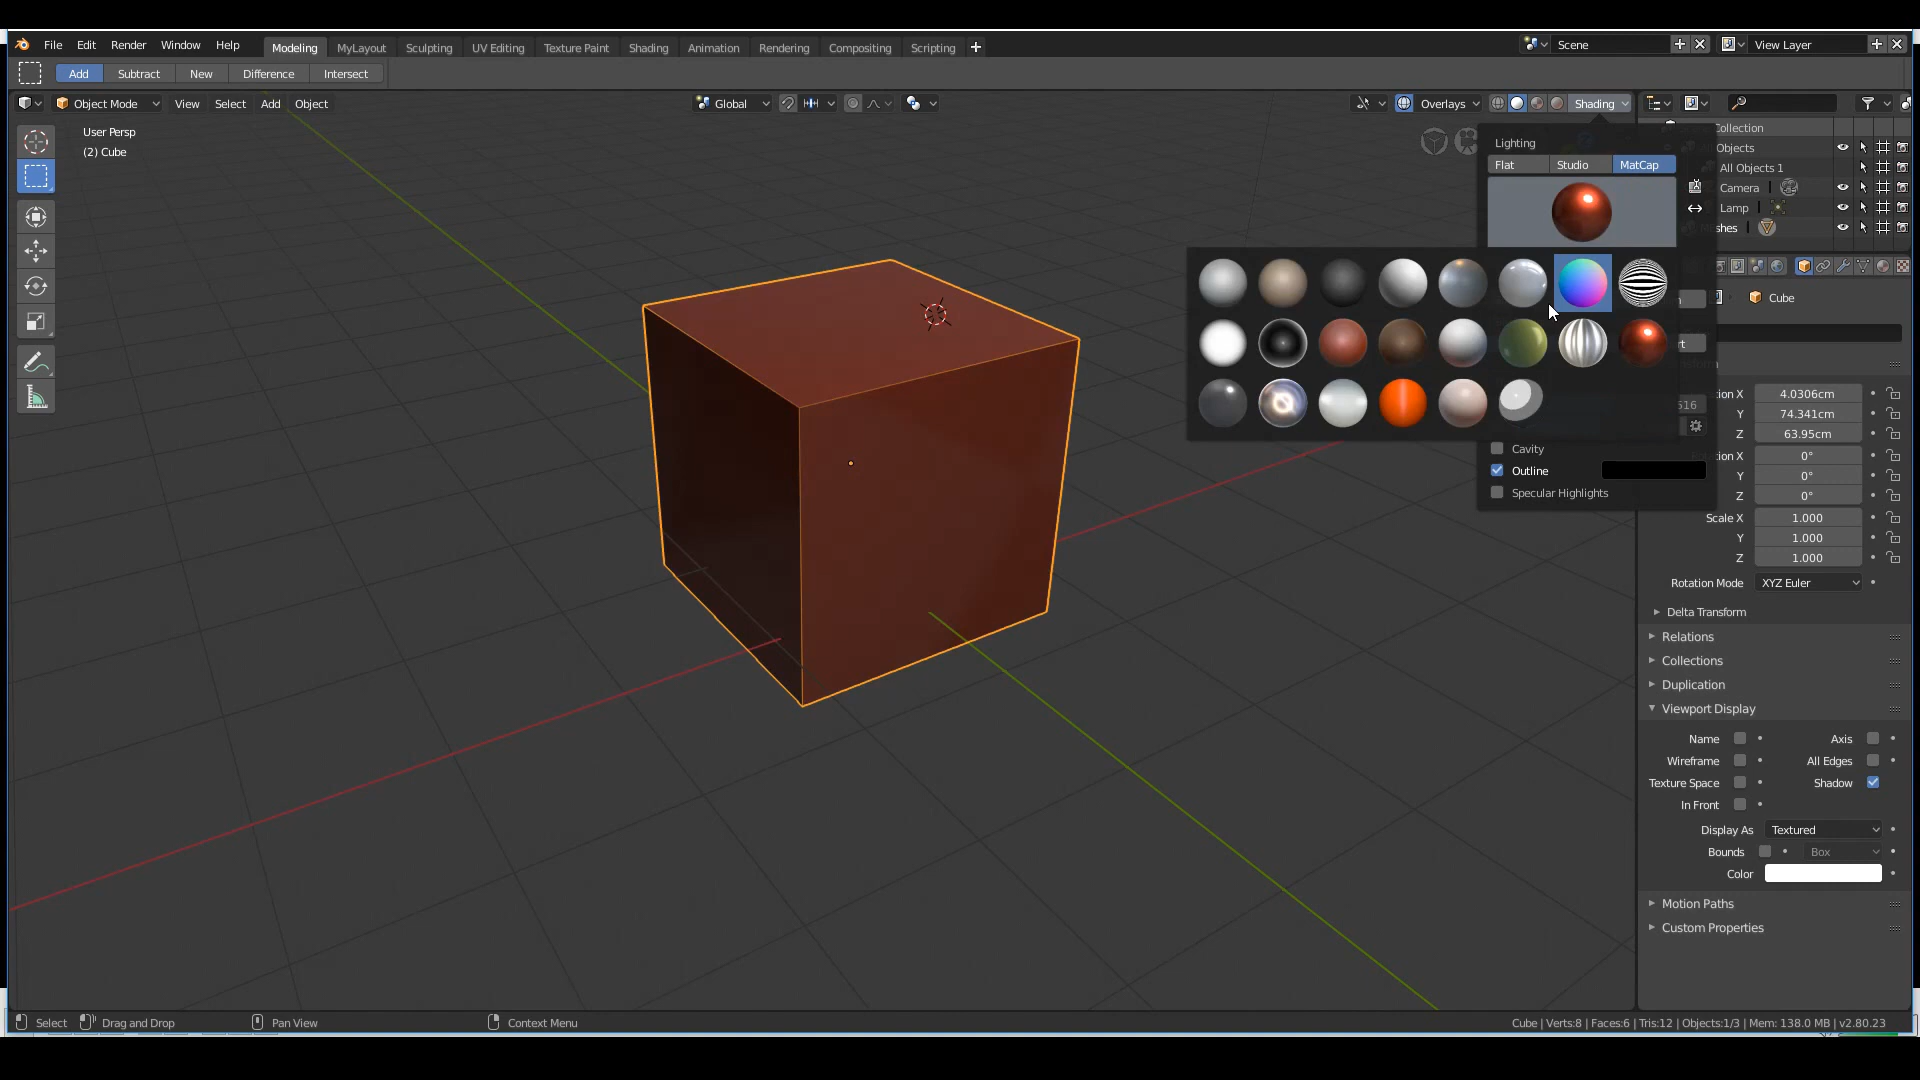 File Edit Render Window Help Modeling MyLayout Sculpting UV Editing Texture Paint Shading Animation Rendering Compositing Scripting Scene View Layer
Add Subtract New Difference Intersect
Object Mode View Select Add Object Global Overlays Shading
User Persp
(2) Cube
Lighting
Flat Studio MatCap
Cavity
Outline
Specular Highlights
Collection
Objects
All Objects 1
Camera
Lamp
Cube
X 4.0306cm
Y 74.341cm
Z 63.95cm
X 0°
Y 0°
Z 0°
Scale X 1.000
Y 1.000
Z 1.000
Rotation Mode XYZ Euler
Delta Transform
Relations
Collections
Duplication
Viewport Display
Name Axis
Wireframe All Edges
Texture Space Shadow
In Front
Display As Textured
Bounds Box
Color
Motion Paths
Custom Properties
Select Drag and Drop Pan View Context Menu Cube | Verts:8 | Faces:6 | Tris:12 | Objects:1/3 | Mem: 138.0 MB | v2.80.23